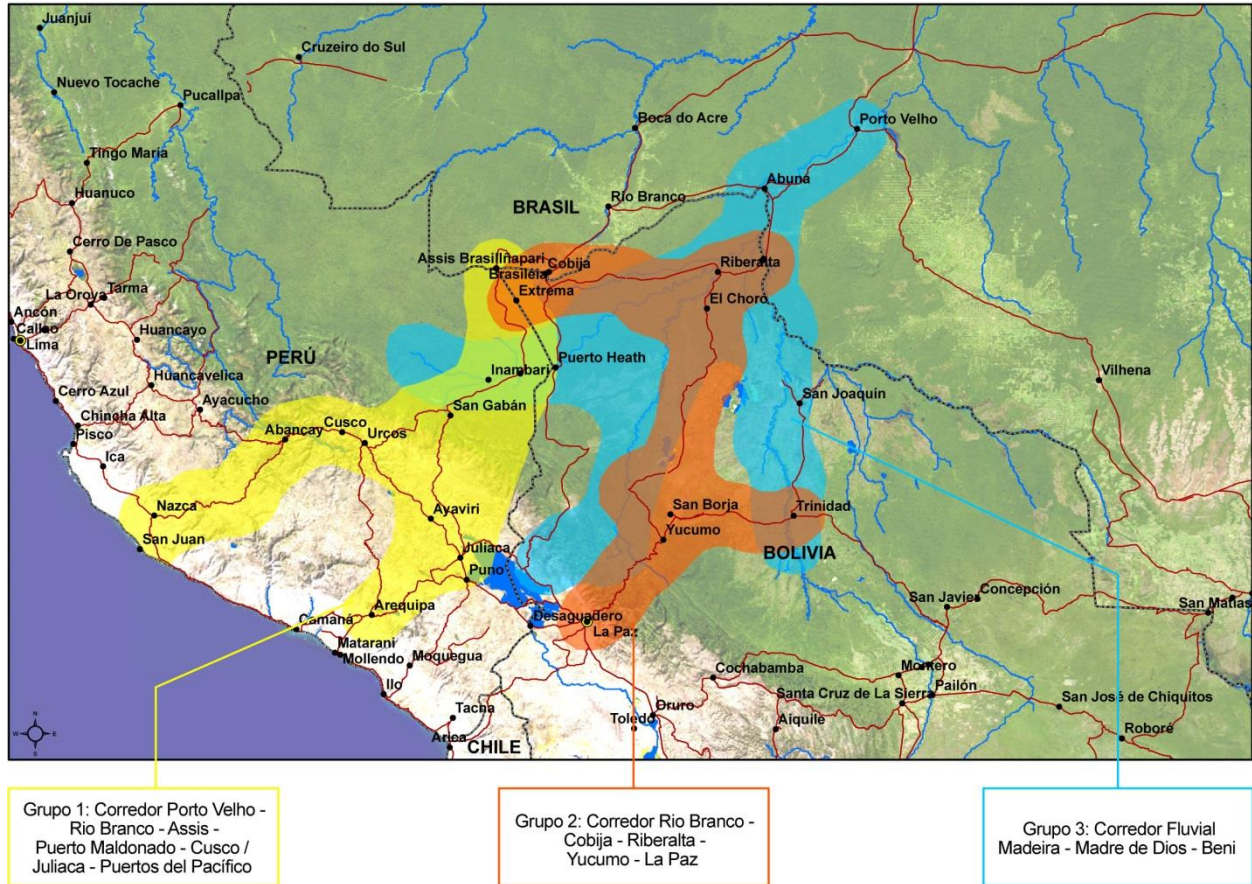 Juanjuí
Cruzeiro do Sul
Nuevo Tocache
Pucallpa
Boca do Acre
Porto Velho
Tingo María
Abuná
Huanuco
Río Branco
BRASIL
Cerro De Pasco
Assis Brasil
Iñapari
Cobija
Brasiléia
Riberalta
Extrema
El Choro
La Oroya
Tarma
Ancón
Callao
Lima
Huancayo
PERÚ
Puerto Heath
Inambari
Huancavelica
Vilhena
Cerro Azul
Ayacucho
San Gabán
San Joaquín
Chincha Alta
Pisco
Abancay
Cusco
Urcos
Ica
Nazca
Ayaviri
San Borja
Trinidad
San Juan
Yucumo
Juliaca
BOLIVIA
Puno
San Javier
Concepción
San Matías
Arequipa
Desaguadero
La Paz
Camaná
Matarani
Mollendo
Moquegua
Cochabamba
Montero
Ilo
Santa Cruz de La Sierra
Pailón
San José de Chiquitos
Tacna
Oruro
Toledo
Aiquile
Roboré
Arica
CHILE
N
W
E
S
Grupo 1: Corredor Porto Velho -
Rio Branco - Assis -
Puerto Maldonado - Cusco /
Juliaca - Puertos del Pacífico
Grupo 2: Corredor Rio Branco -
Cobija - Riberalta -
Yucumo - La Paz
Grupo 3: Corredor Fluvial
Madeira - Madre de Dios - Beni